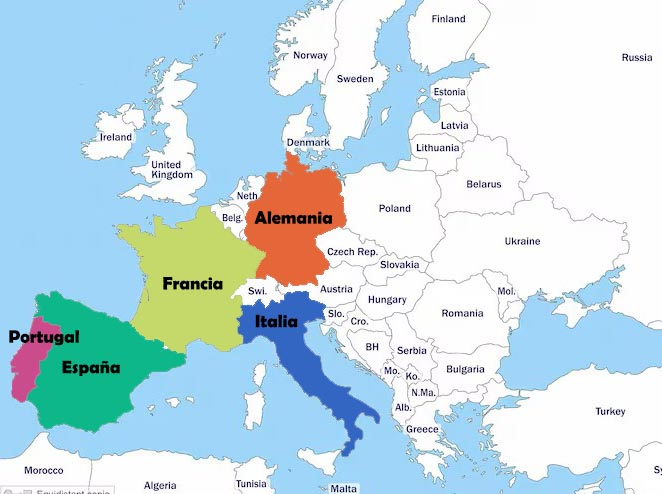 Finland
Norway
Russia
Sweden
Estonia
Latvia
Ireland
Denmark
Lithuania
United
Kingdom
Belarus
Neth
Poland
Belg.
Alemania
Ukraine
Czech Rep.
Slovakia
Francia
Swi.
Austria
Mol.
Hungary
Italia
Slo.
Cro.
Romania
Portugal
BH
Serbia
España
Mo.
Ko.
Bulgaria
N.Ma.
Alb.
Turkey
Greece
Morocco
Algeria
Tunisia
Malta
Sy